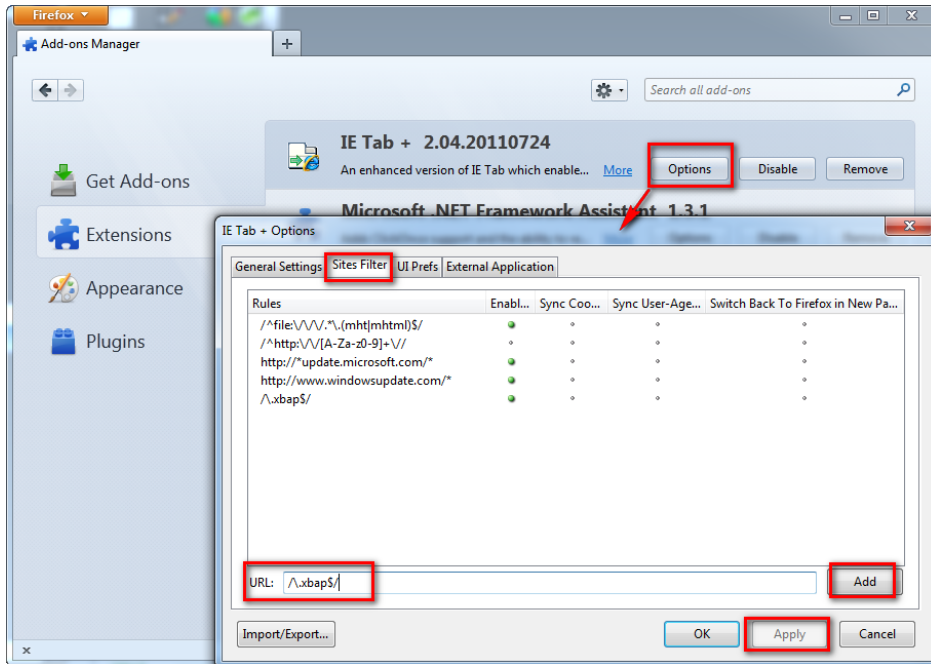 Firefox
Add-ons Manager
Search all add-ons
IE Tab + 2.04.20110724
An enhanced version of IE Tab which enable... More Options Disable Remove
Get Add-ons
Microsoft .NET Framework Assistant 1.3.1
Extensions
Appearance
Plugins
IE Tab + Options
General Settings Sites Filter UI Prefs External Application
Rules Enabl... Sync Coo... Sync User-Age... Switch Back To Firefox in New Pa...
/^file:\/\/\/.*\.(mht|mhtml)$/
/^http:\/\/[A-Za-z0-9]+\//
http://*update.microsoft.com/*
http://www.windowsupdate.com/*
/\.xbap$/
URL: /\.xbap$/ Add
Import/Export... OK Apply Cancel